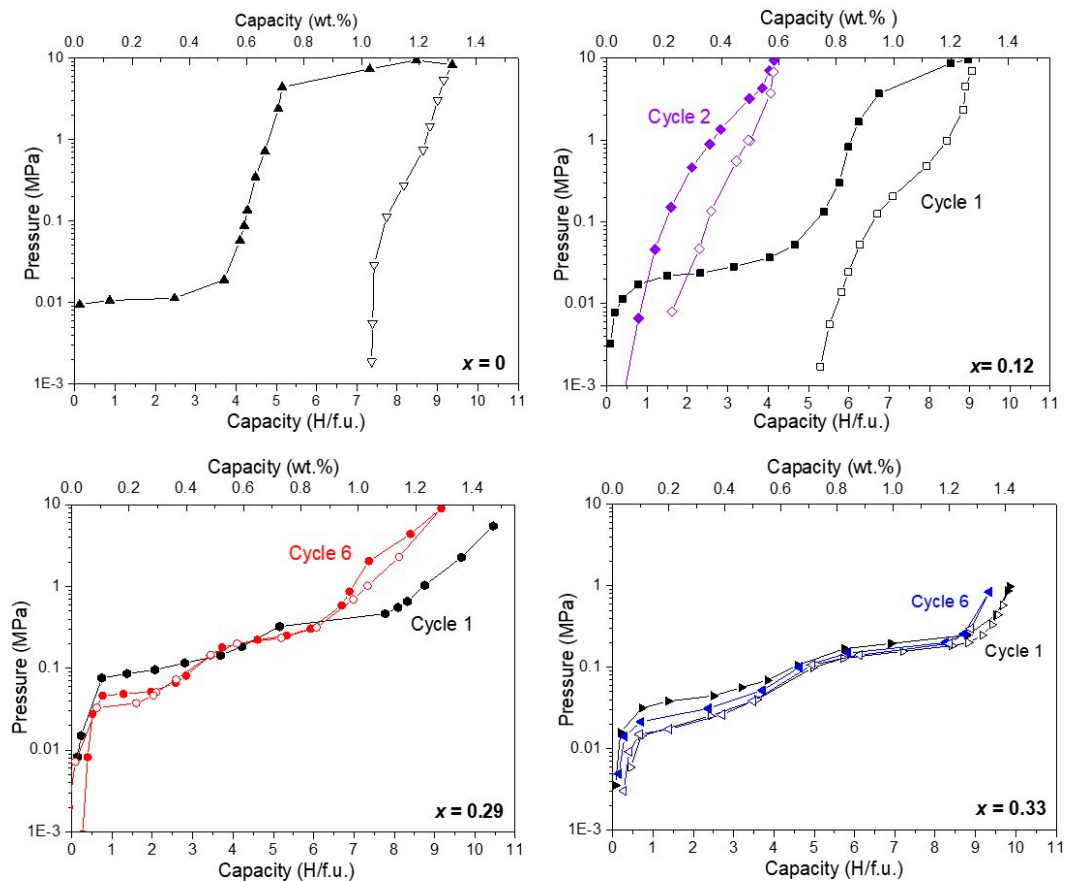 Capacity (wt.%)
0.0 0.2 0.4 0.6 0.8 1.0 1.2 1.4
10
1
0.1
0.01
1E-3
Pressure (MPa)
x = 0
0 1 2 3 4 5 6 7 8 9 10 11
Capacity (H/f.u.)
Capacity (wt.% )
0.0 0.2 0.4 0.6 0.8 1.0 1.2 1.4
10
1
0.1
0.01
1E-3
Pressure (MPa)
Cycle 2
Cycle 1
x= 0.12
0 1 2 3 4 5 6 7 8 9 10 11
Capacity (H/f.u.)
Capacity (wt.%)
0.0 0.2 0.4 0.6 0.8 1.0 1.2 1.4
10
1
0.1
0.01
1E-3
Pressure (MPa)
Cycle 6
Cycle 1
x = 0.29
0 1 2 3 4 5 6 7 8 9 10 11
Capacity (H/f.u.)
Capacity (wt.%)
0.0 0.2 0.4 0.6 0.8 1.0 1.2 1.4
10
1
0.1
0.01
1E-3
Pressure (MPa)
Cycle 6
Cycle 1
x = 0.33
0 1 2 3 4 5 6 7 8 9 10 11
Capacity (H/f.u.)